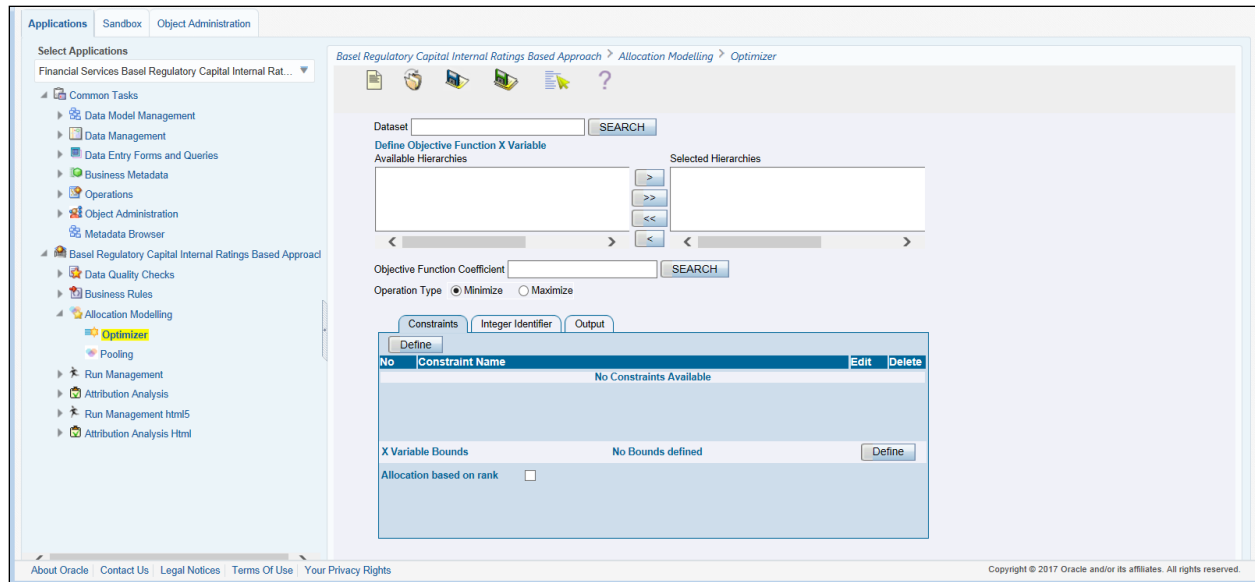 Applications Sandbox Object Administration
Select Applications
Financial Services Basel Regulatory Capital Internal Rat...
Common Tasks
Data Model Management
Data Management
Data Entry Forms and Queries
Business Metadata
Operations
Object Administration
Metadata Browser
Basel Regulatory Capital Internal Ratings Based Approacl
Data Quality Checks
Business Rules
Allocation Modelling
Optimizer
Pooling
Run Management
Attribution Analysis
Run Management html5
Attribution Analysis Html
Basel Regulatory Capital Internal Ratings Based Approach > Allocation Modelling > Optimizer
?
Dataset SEARCH
Define Objective Function X Variable
Available Hierarchies Selected Hierarchies
>
>>
<<
<
Objective Function Coefficient SEARCH
Operation Type Minimize Maximize
Constraints Integer Identifier Output
Define
No Constraint Name Edit Delete
No Constraints Available
X Variable Bounds No Bounds defined Define
Allocation based on rank
About Oracle Contact Us Legal Notices Terms Of Use Your Privacy Rights Copyright © 2017 Oracle and/or its affiliates. All rights reserved.